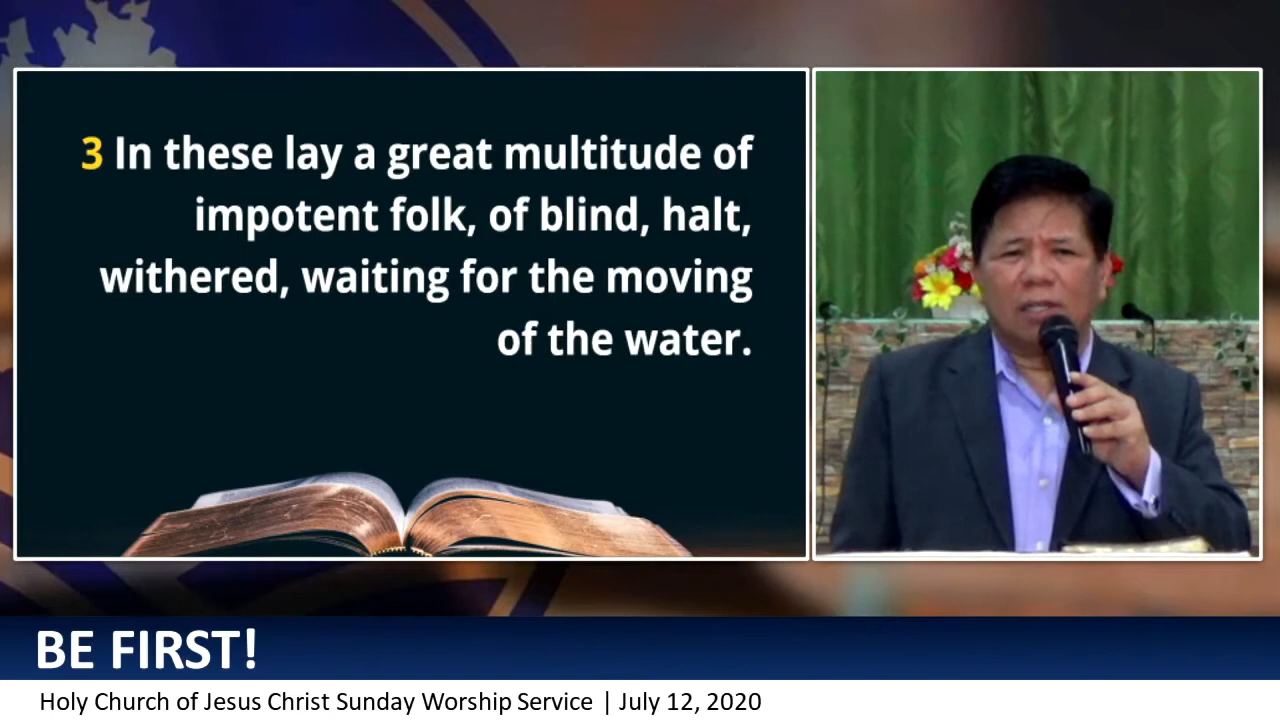 3 In these lay a great multitude of
impotent folk, of blind, halt,
withered, waiting for the moving
of the water.
BE FIRST!
Holy Church of Jesus Christ Sunday Worship Service | July 12, 2020